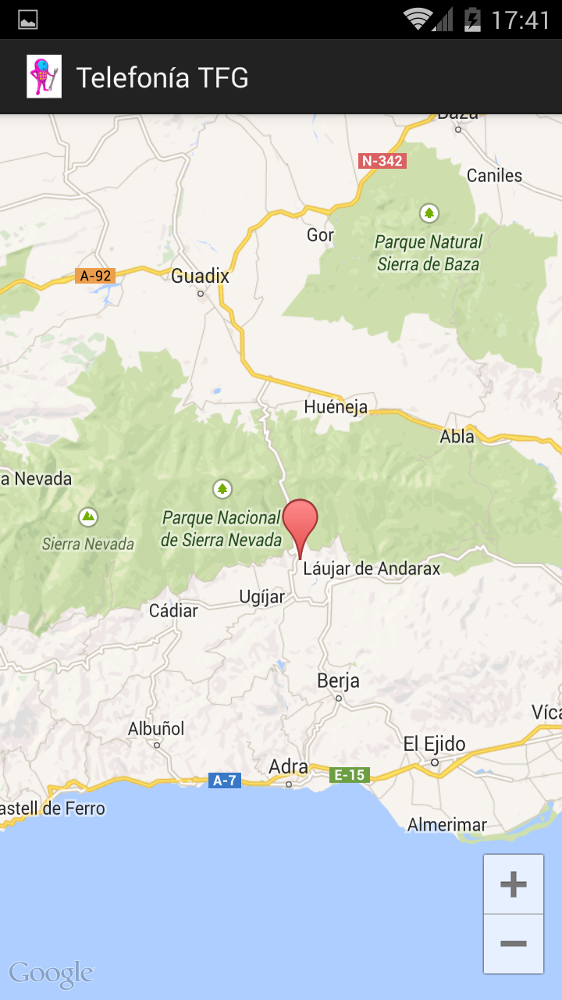 17:41
Telefonía TFG
Baza
N-342
Caniles
Gor
Parque Natural
Sierra de Baza
A-92
Guadix
Huéneja
Abla
a Nevada
Parque Nacional
de Sierra Nevada
Sierra Nevada
Láujar de Andarax
Ugíjar
Cádiar
Berja
Víca
Albuñol
El Ejido
Adra
E-15
A-7
astell de Ferro
Almerimar
+
−
Google